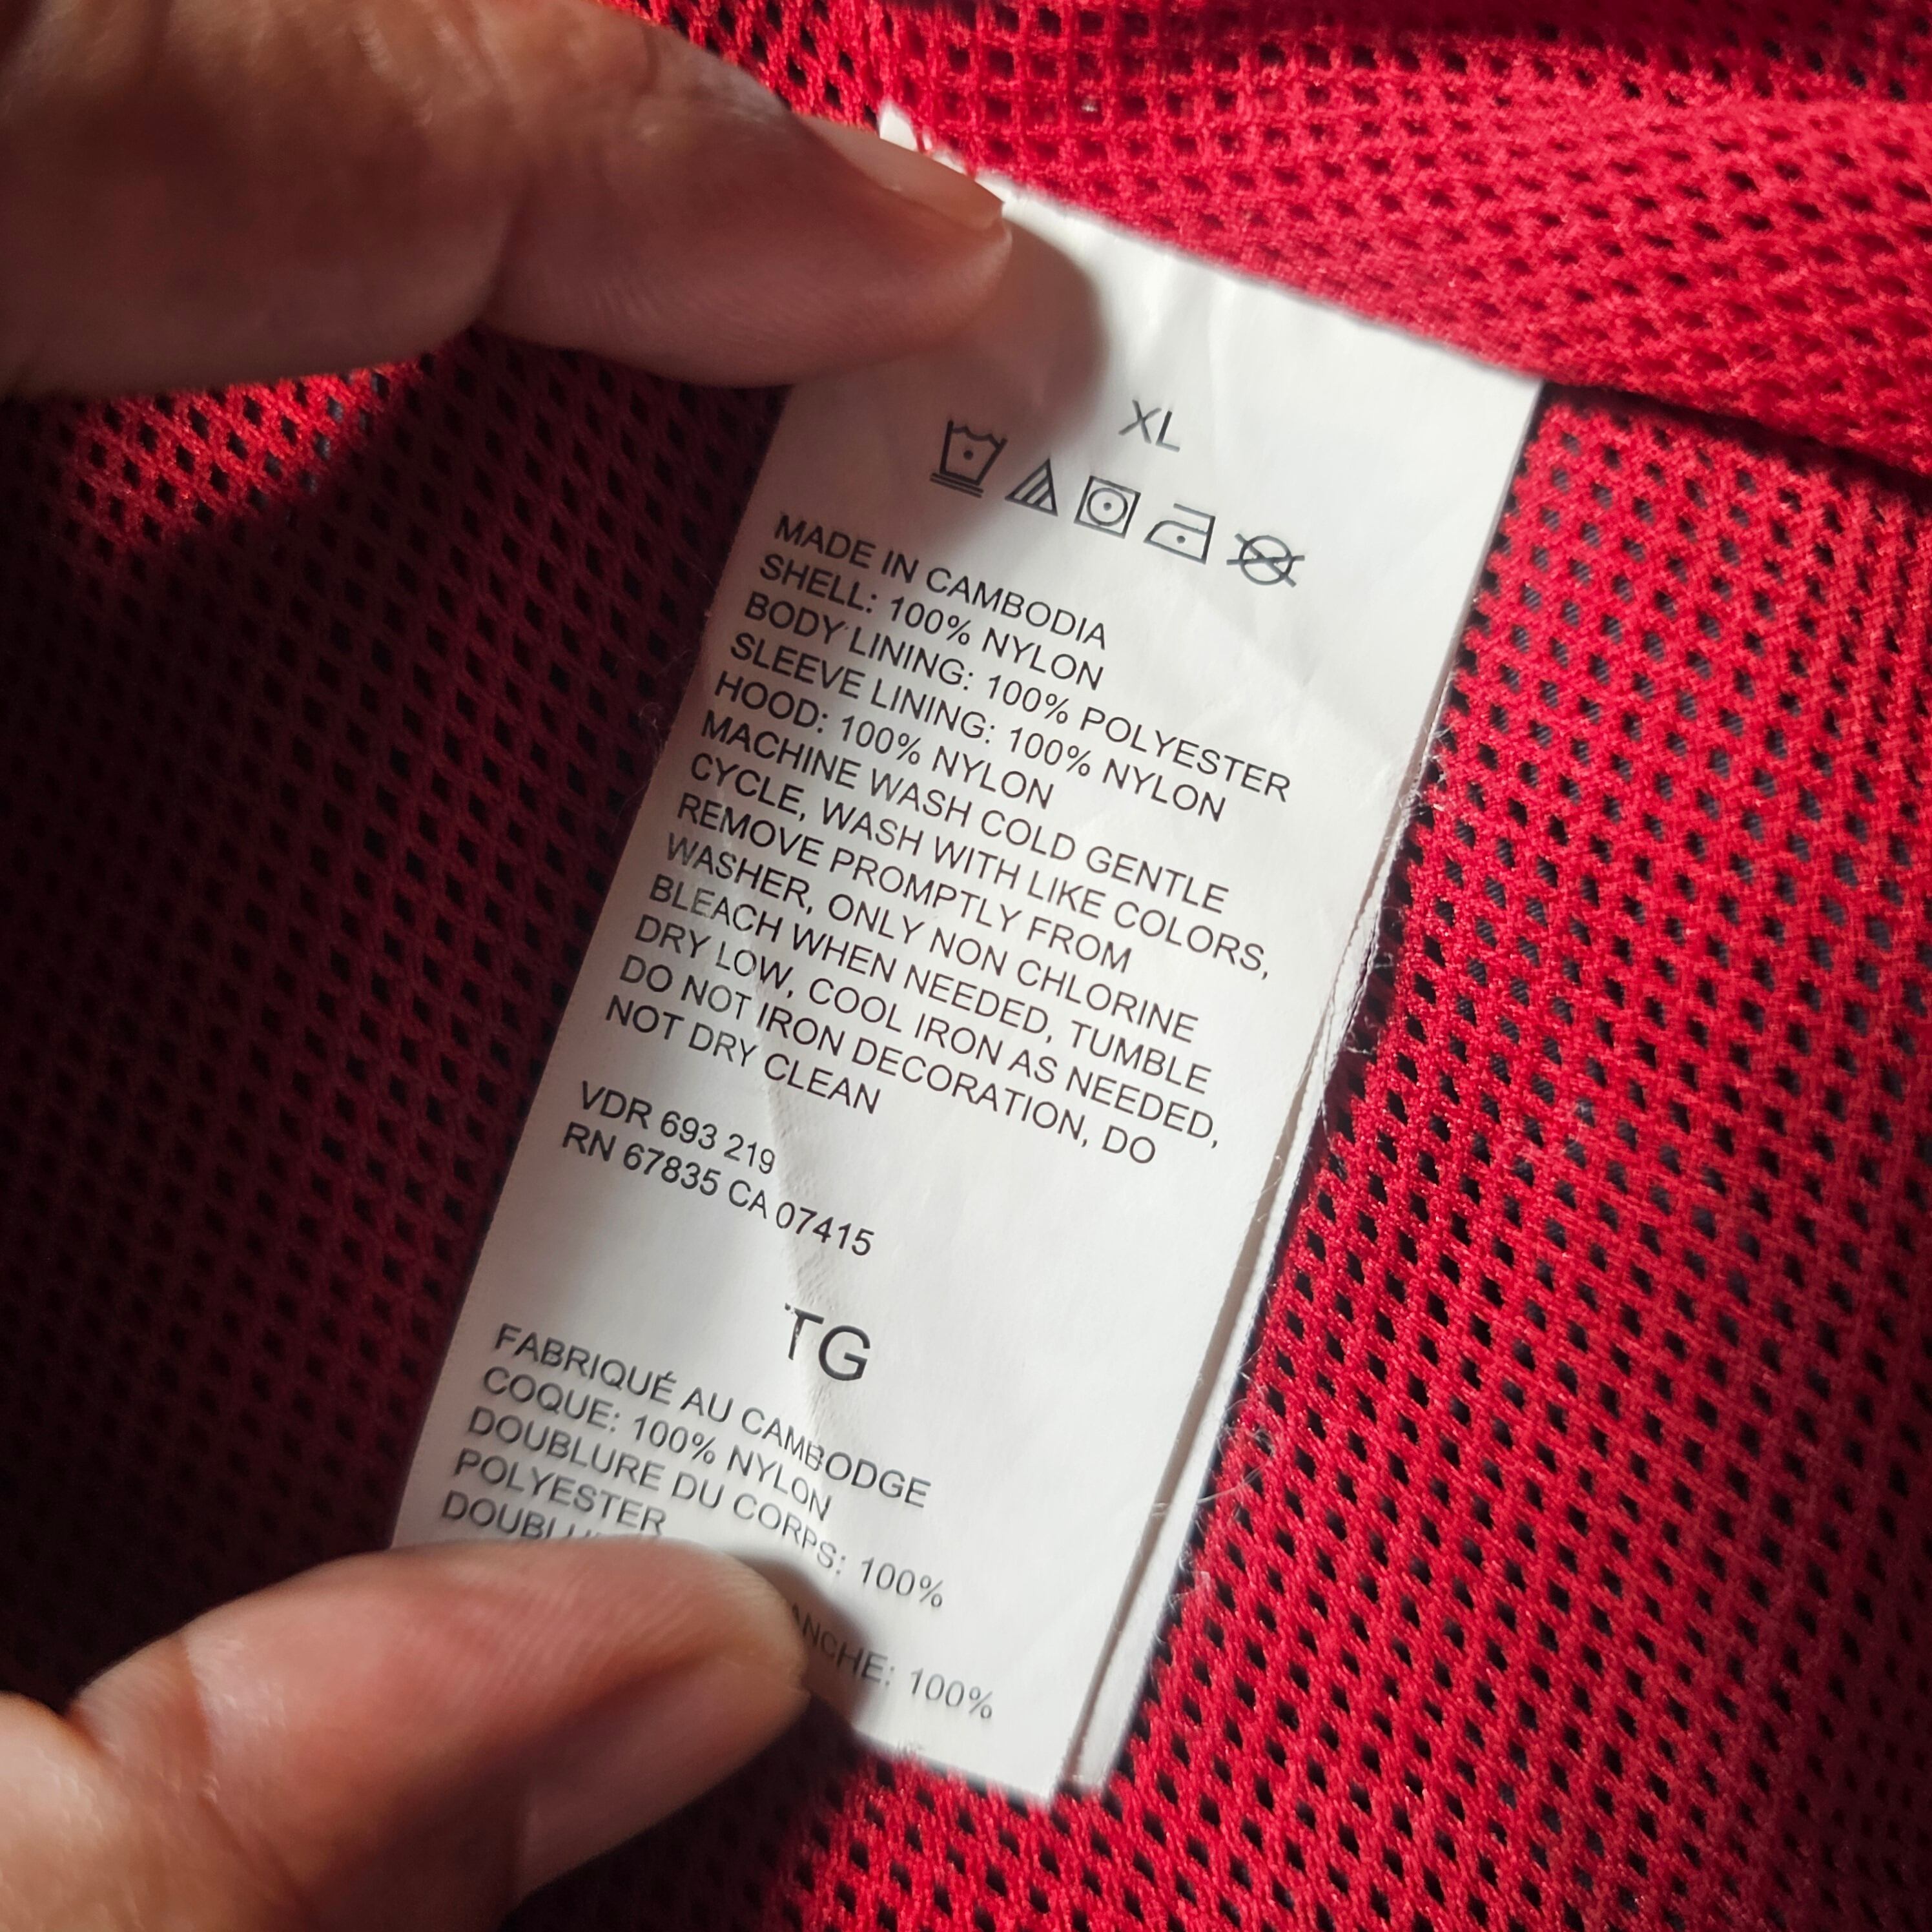 XL
MADE IN CAMBODIA
SHELL: 100% NYLON
BODY LINING: 100% POLYESTER
SLEEVE LINING: 100% NYLON
HOOD: 100% NYLON
MACHINE WASH COLD GENTLE
CYCLE, WASH WITH LIKE COLORS,
REMOVE PROMPTLY FROM
WASHER, ONLY NON CHLORINE
BLEACH WHEN NEEDED, TUMBLE
DRY LOW, COOL IRON AS NEEDED,
DO NOT IRON DECORATION, DO
NOT DRY CLEAN
VDR 693 219
RN 67835 CA 07415
TG
FABRIQUÉ AU CAMBODGE
COQUE: 100% NYLON
DOUBLURE DU CORPS: 100%
POLYESTER
100%